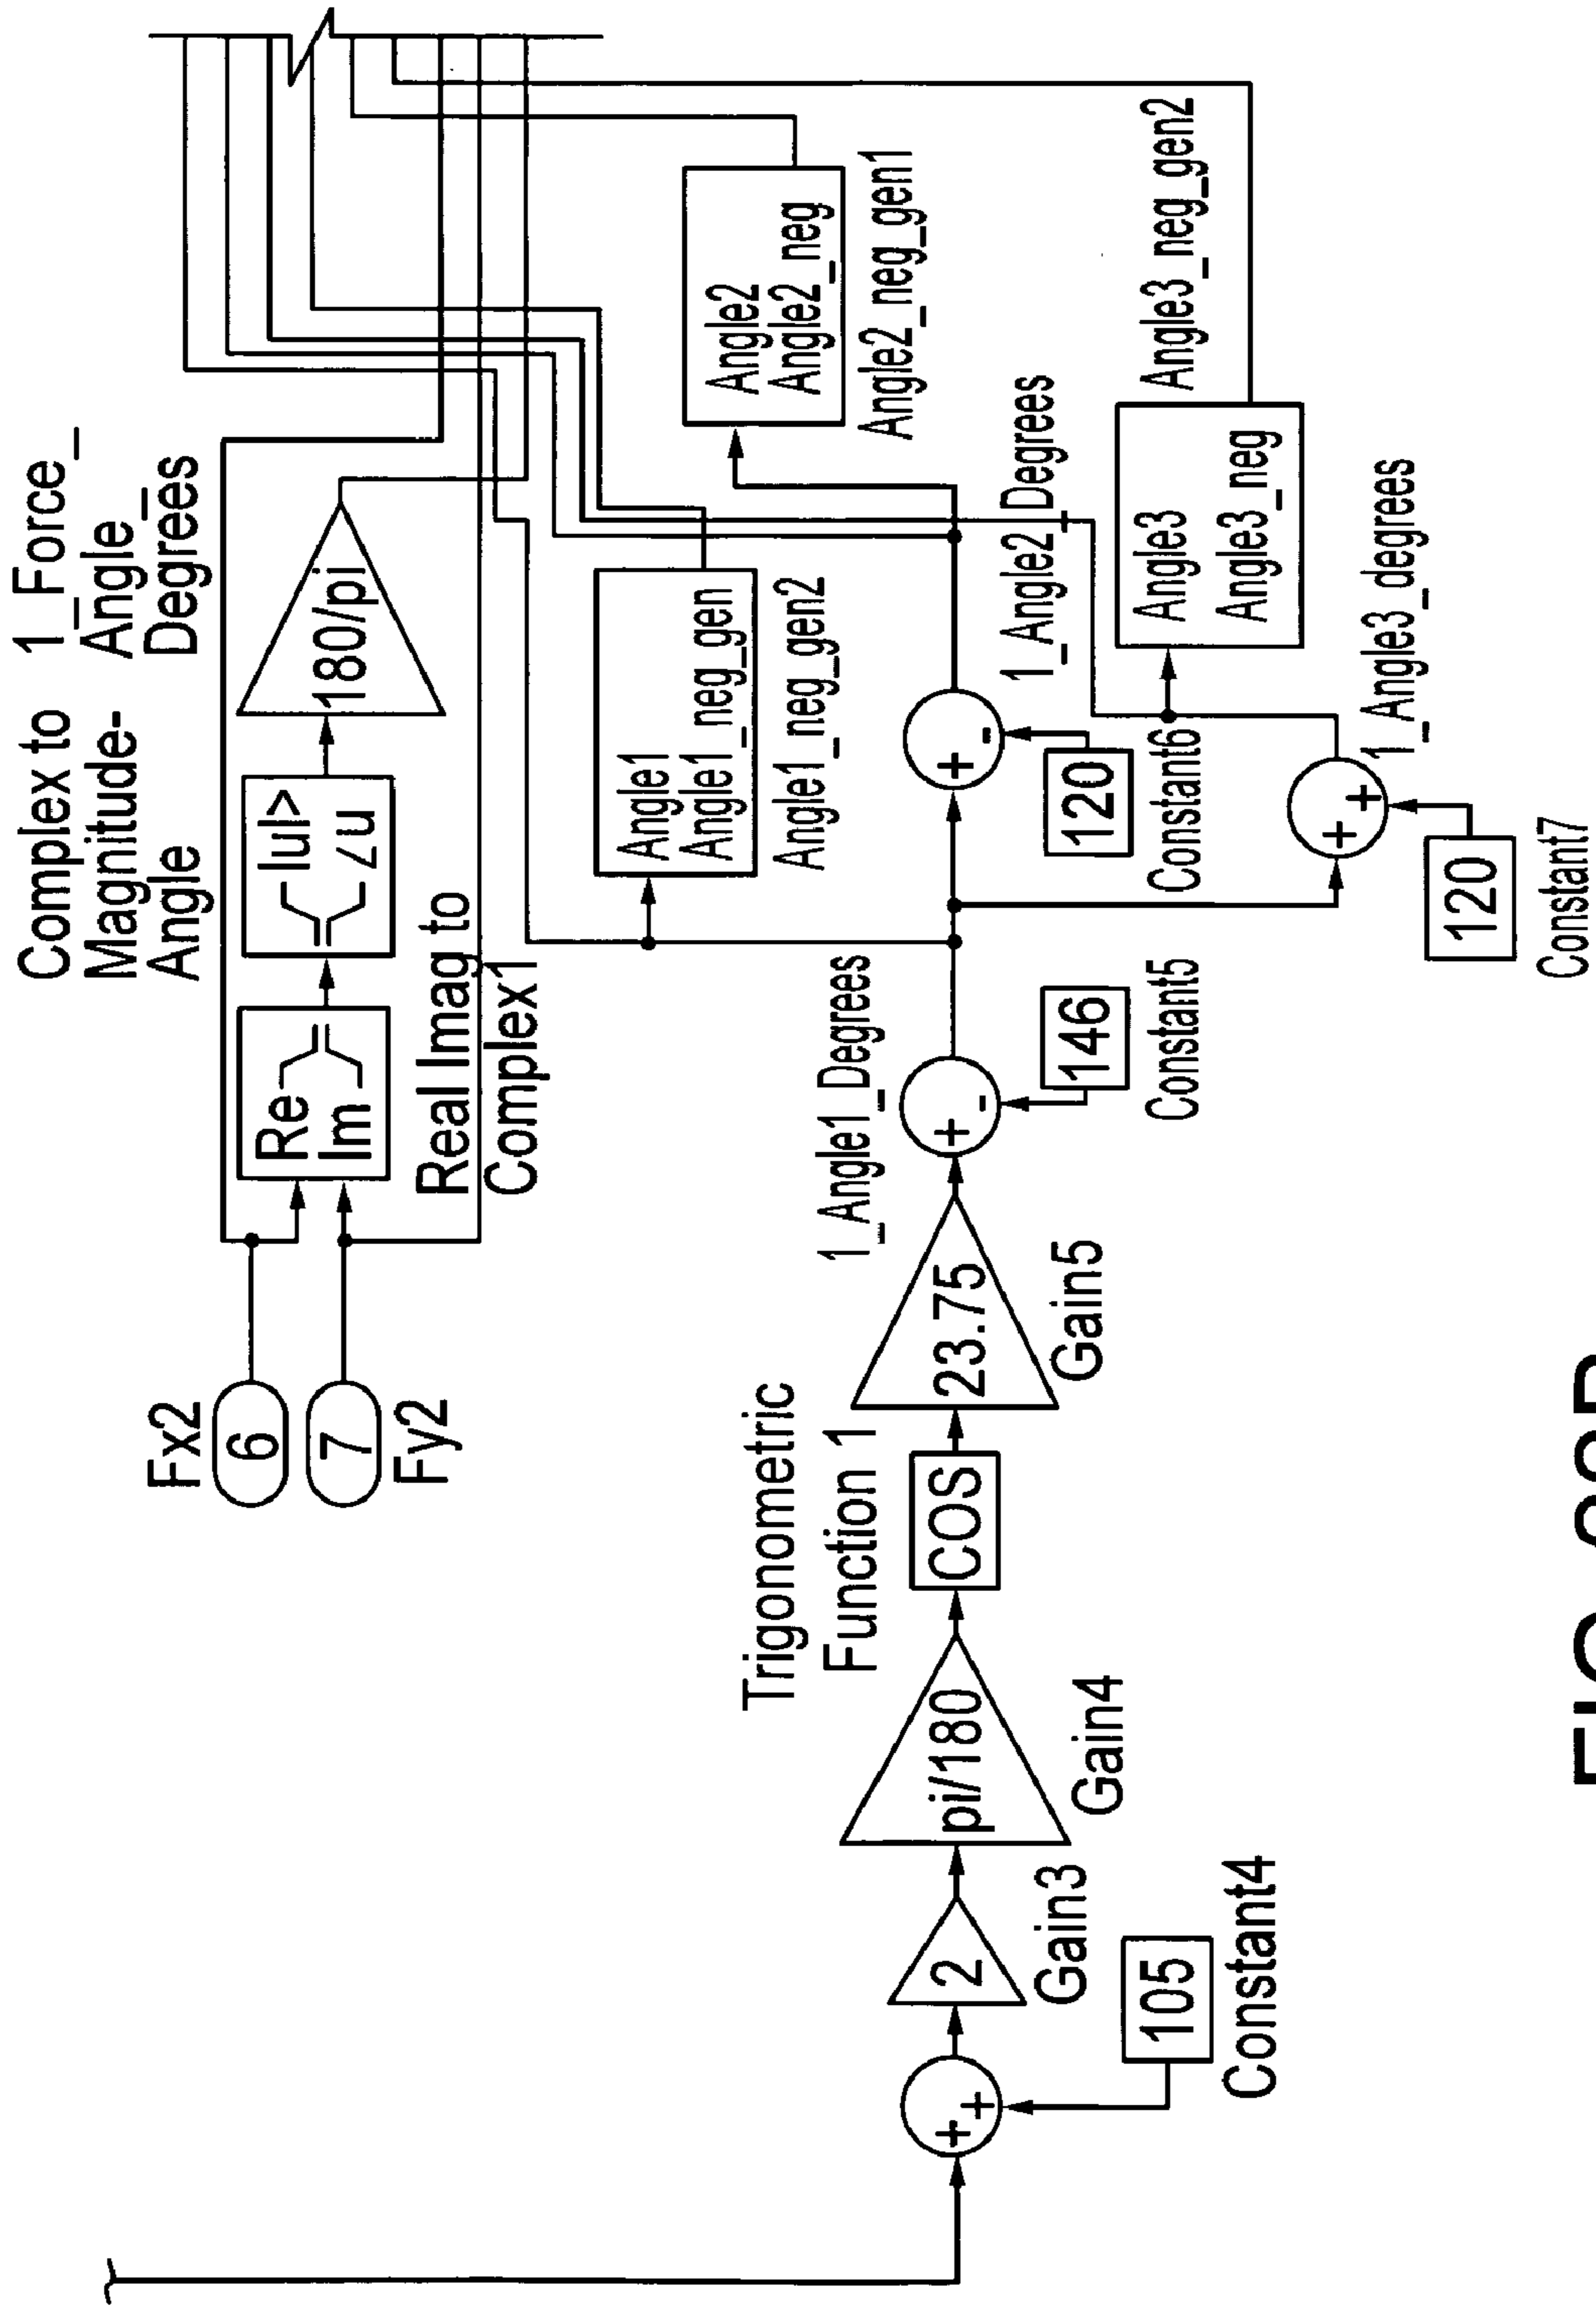 Complex to
Magnitude-
Angle
1_Force_
Angle_
Degrees
Fx2
6
7
Fy2
Re
Im
Real Imag to
Complex1
|u|>
∠u
180/pi
Angle1
Angle1_neg_gen
Angle1_neg_gen2
Angle2
Angle2_neg
Angle2_neg_gen1
Trigonometric
Function 1
1_Angle1_Degrees
+
+
105
Constant4
2
Gain3
pi/180
Gain4
COS
23.75
Gain5
+
-
146
Constant5
+
-
120
Constant6
1_Angle2_Degrees
Angle3
Angle3_neg
Angle3_neg_gen2
+
+
120
Constant7
1_Angle3_degrees